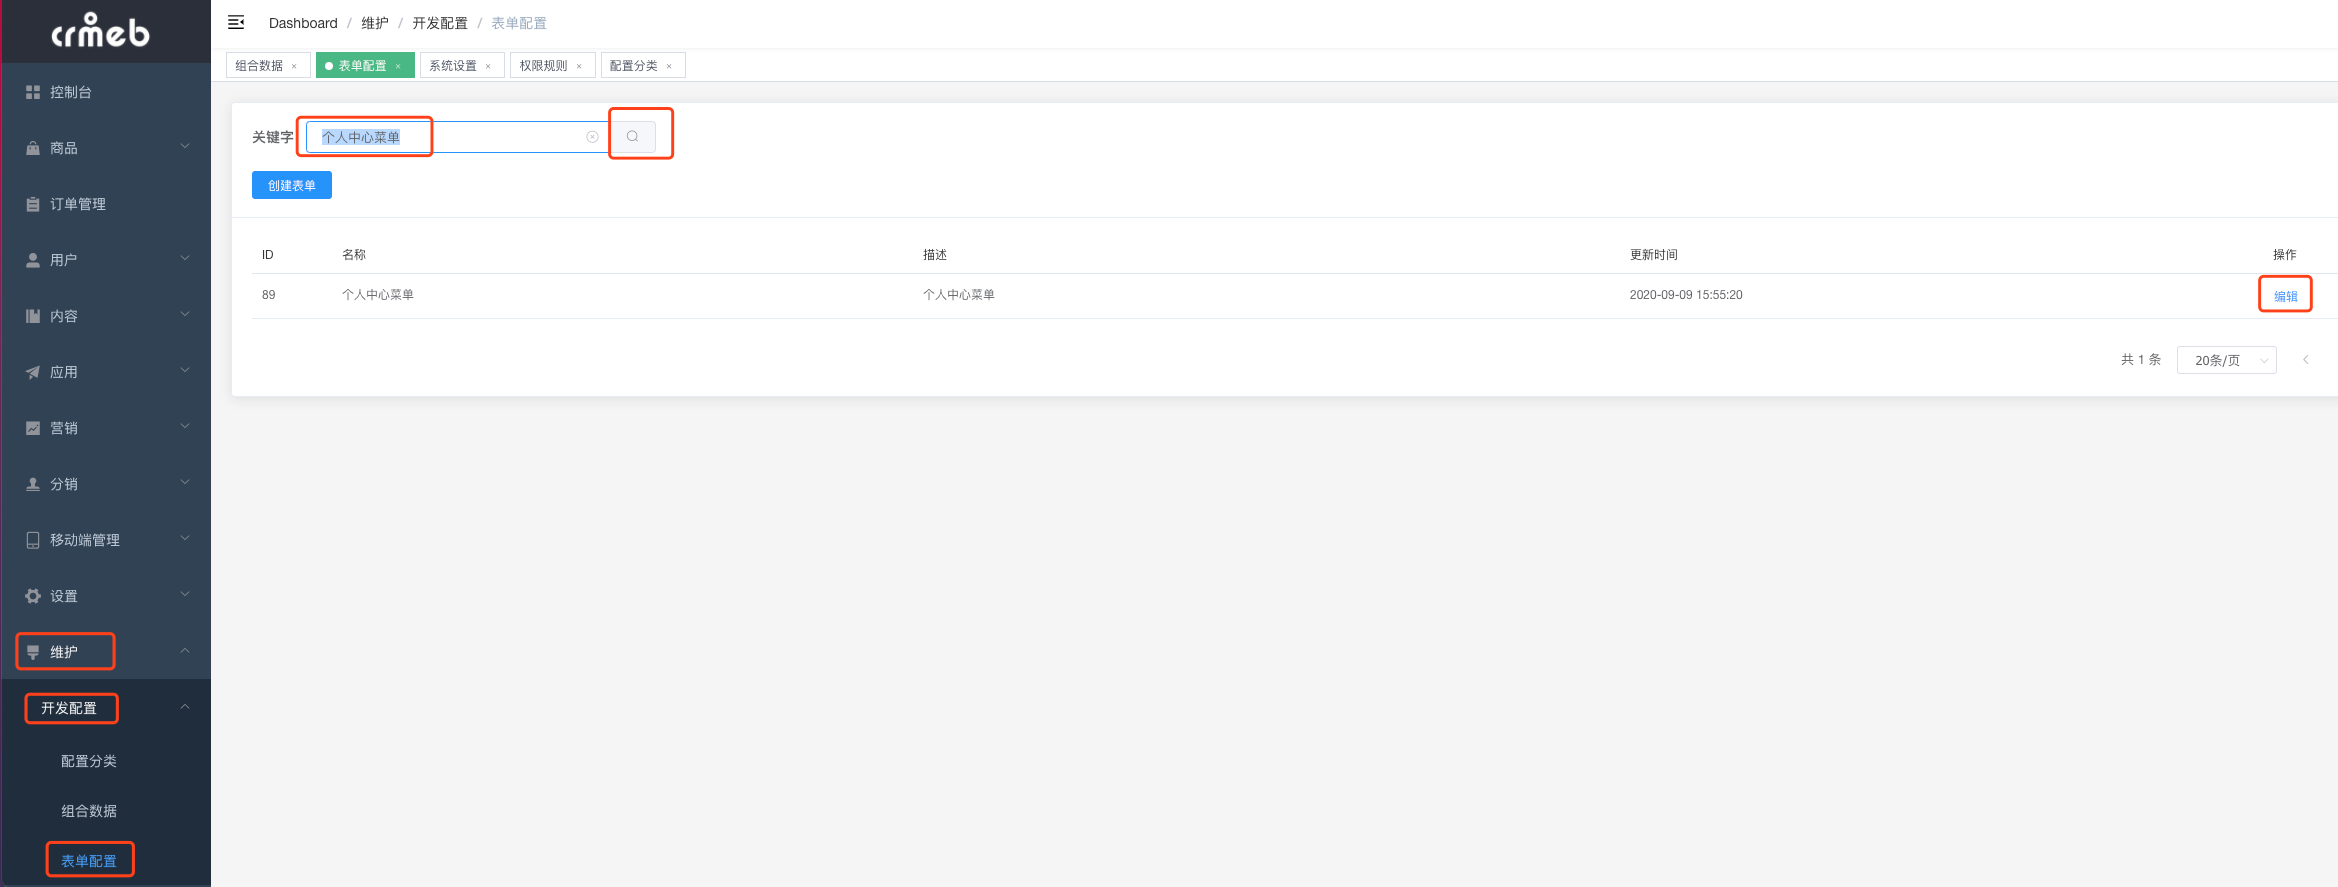 crmeb
控制台
商品
订单管理
用户
内容
应用
营销
分销
移动端管理
设置
维护
开发配置
配置分类
组合数据
表单配置
Dashboard / 维护 / 开发配置 / 表单配置
组合数据 × 表单配置 × 系统设置 × 权限规则 × 配置分类 ×
关键字 个人中心菜单
创建表单
ID 名称 描述 更新时间 操作
89 个人中心菜单 个人中心菜单 2020-09-09 15:55:20 编辑
共 1 条 20条/页